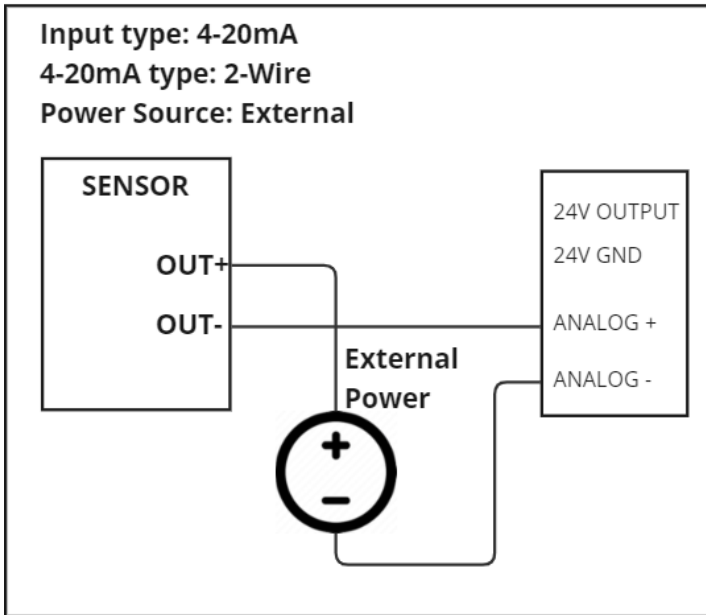 Input type: 4-20mA
4-20mA type: 2-Wire
Power Source: External
SENSOR
OUT+
OUT-
24V OUTPUT
24V GND
ANALOG +
ANALOG -
External
Power
+
−